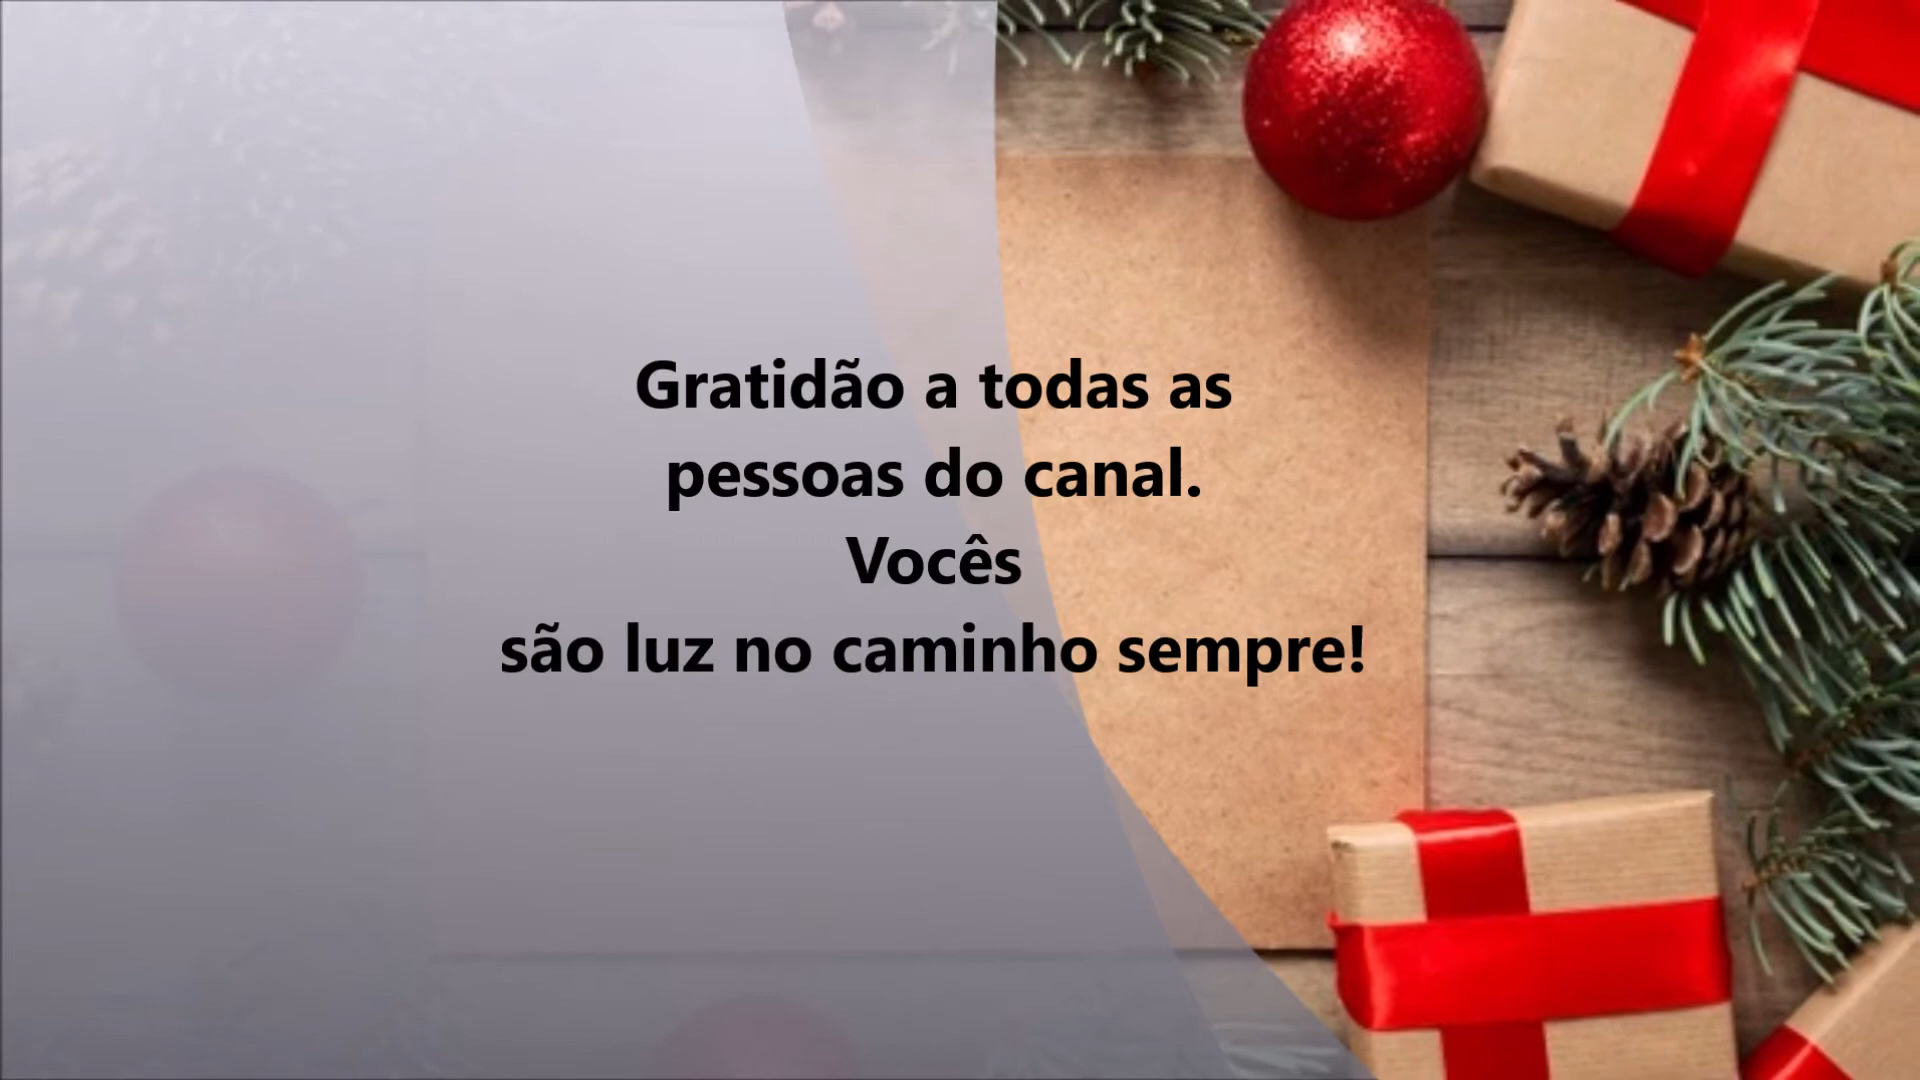 Gratidão a todas as
pessoas do canal.
Vocês
são luz no caminho sempre!